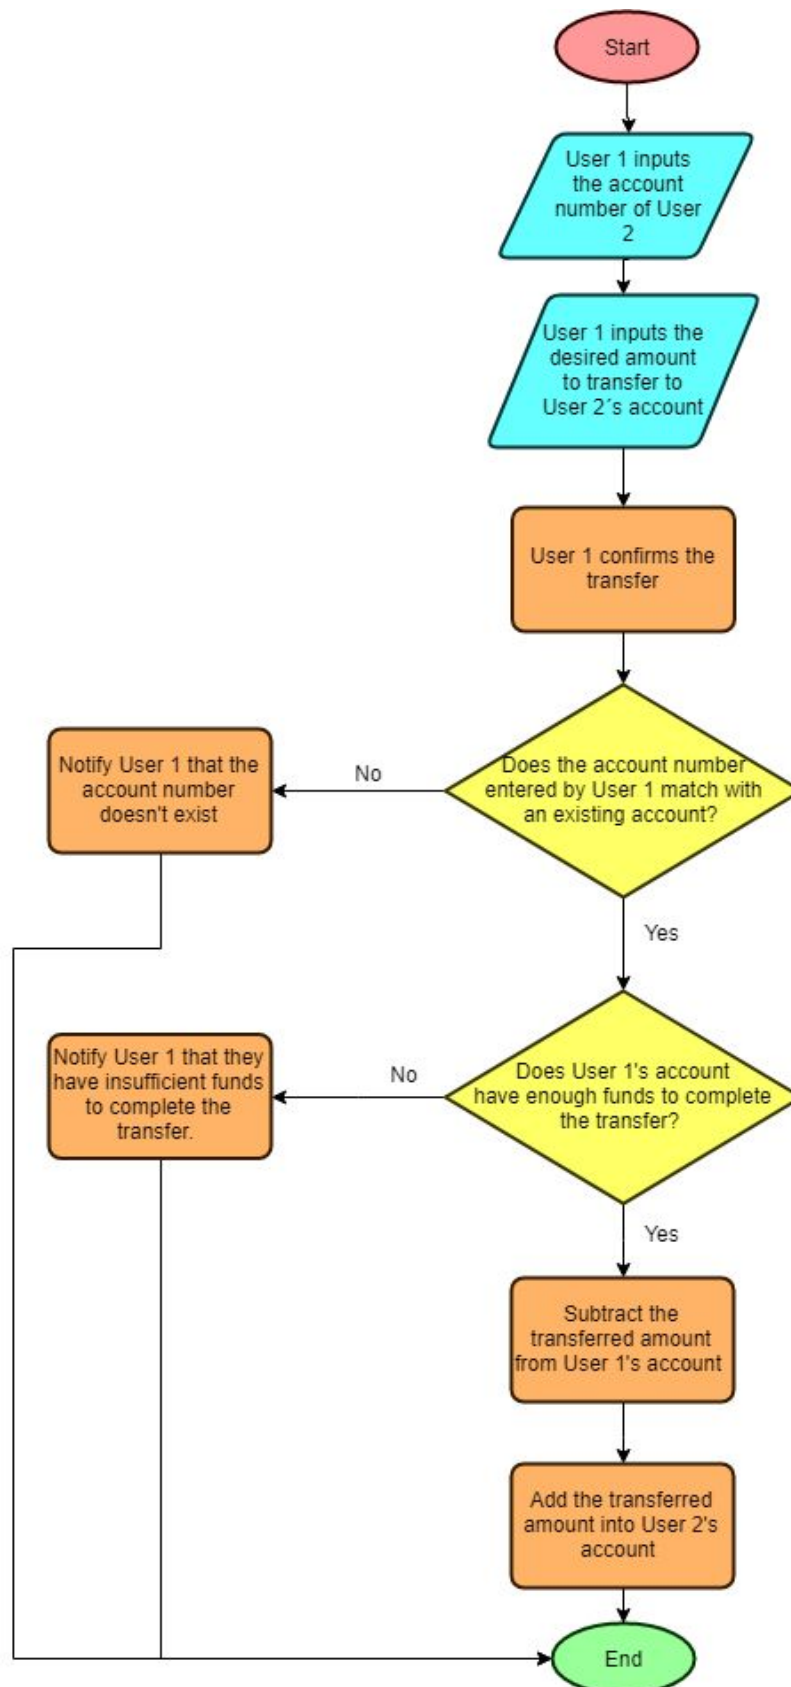 Start
User 1 inputs
the account
number of User
2
User 1 inputs the
desired amount
to transfer to
User 2´s account
User 1 confirms the
transfer
Does the account number
entered by User 1 match with
an existing account?
No
Notify User 1 that the
account number
doesn't exist
Yes
Does User 1's account
have enough funds to complete
the transfer?
No
Notify User 1 that they
have insufficient funds
to complete the
transfer.
Yes
Subtract the
transferred amount
from User 1's account
Add the transferred
amount into User 2's
account
End